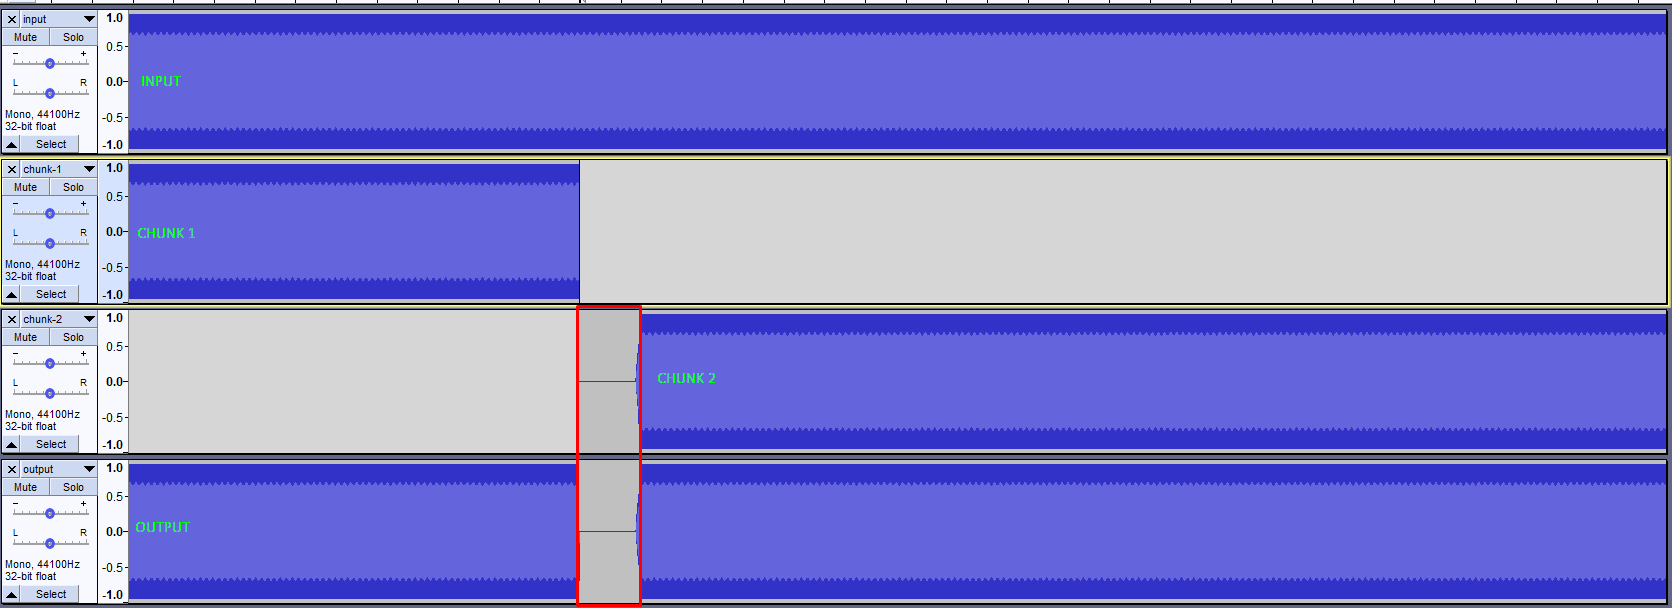 × input ▼ 1.0
Mute Solo 0.5
- +
INPUT 0.0
L R
Mono, 44100Hz -0.5
32-bit float
▲ Select -1.0
× chunk-1 ▼ 1.0
Mute Solo 0.5
- +
CHUNK 1 0.0
L R
Mono, 44100Hz -0.5
32-bit float
▲ Select -1.0
× chunk-2 ▼ 1.0
Mute Solo 0.5
- +
CHUNK 2 0.0
L R
Mono, 44100Hz -0.5
32-bit float
▲ Select -1.0
× output ▼ 1.0
Mute Solo 0.5
- +
OUTPUT 0.0
L R
Mono, 44100Hz -0.5
32-bit float
▲ Select -1.0